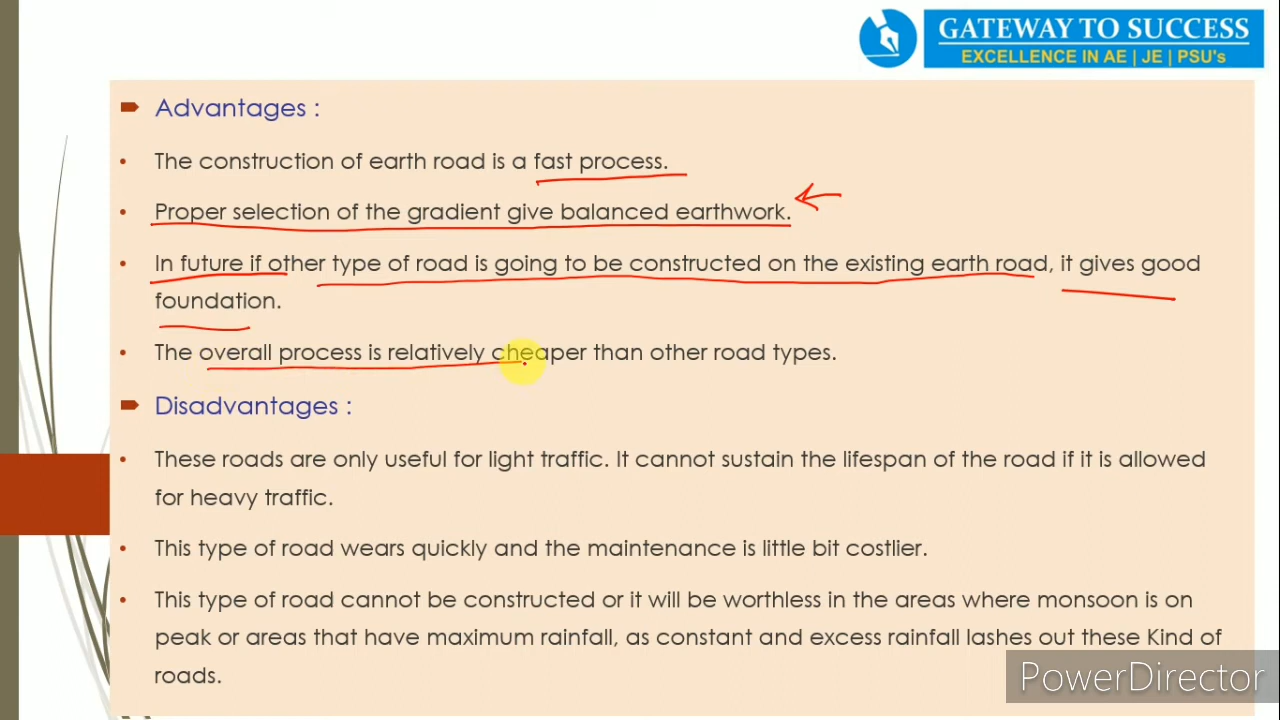 GATEWAY TO SUCCESS
EXCELLENCE IN AE | JE | PSU's
Advantages :
• The construction of earth road is a fast process.
• Proper selection of the gradient give balanced earthwork.
• In future if other type of road is going to be constructed on the existing earth road, it gives good
foundation.
• The overall process is relatively cheaper than other road types.
Disadvantages :
• These roads are only useful for light traffic. It cannot sustain the lifespan of the road if it is allowed
for heavy traffic.
• This type of road wears quickly and the maintenance is little bit costlier.
• This type of road cannot be constructed or it will be worthless in the areas where monsoon is on
peak or areas that have maximum rainfall, as constant and excess rainfall lashes out these Kind of
roads.
PowerDirector